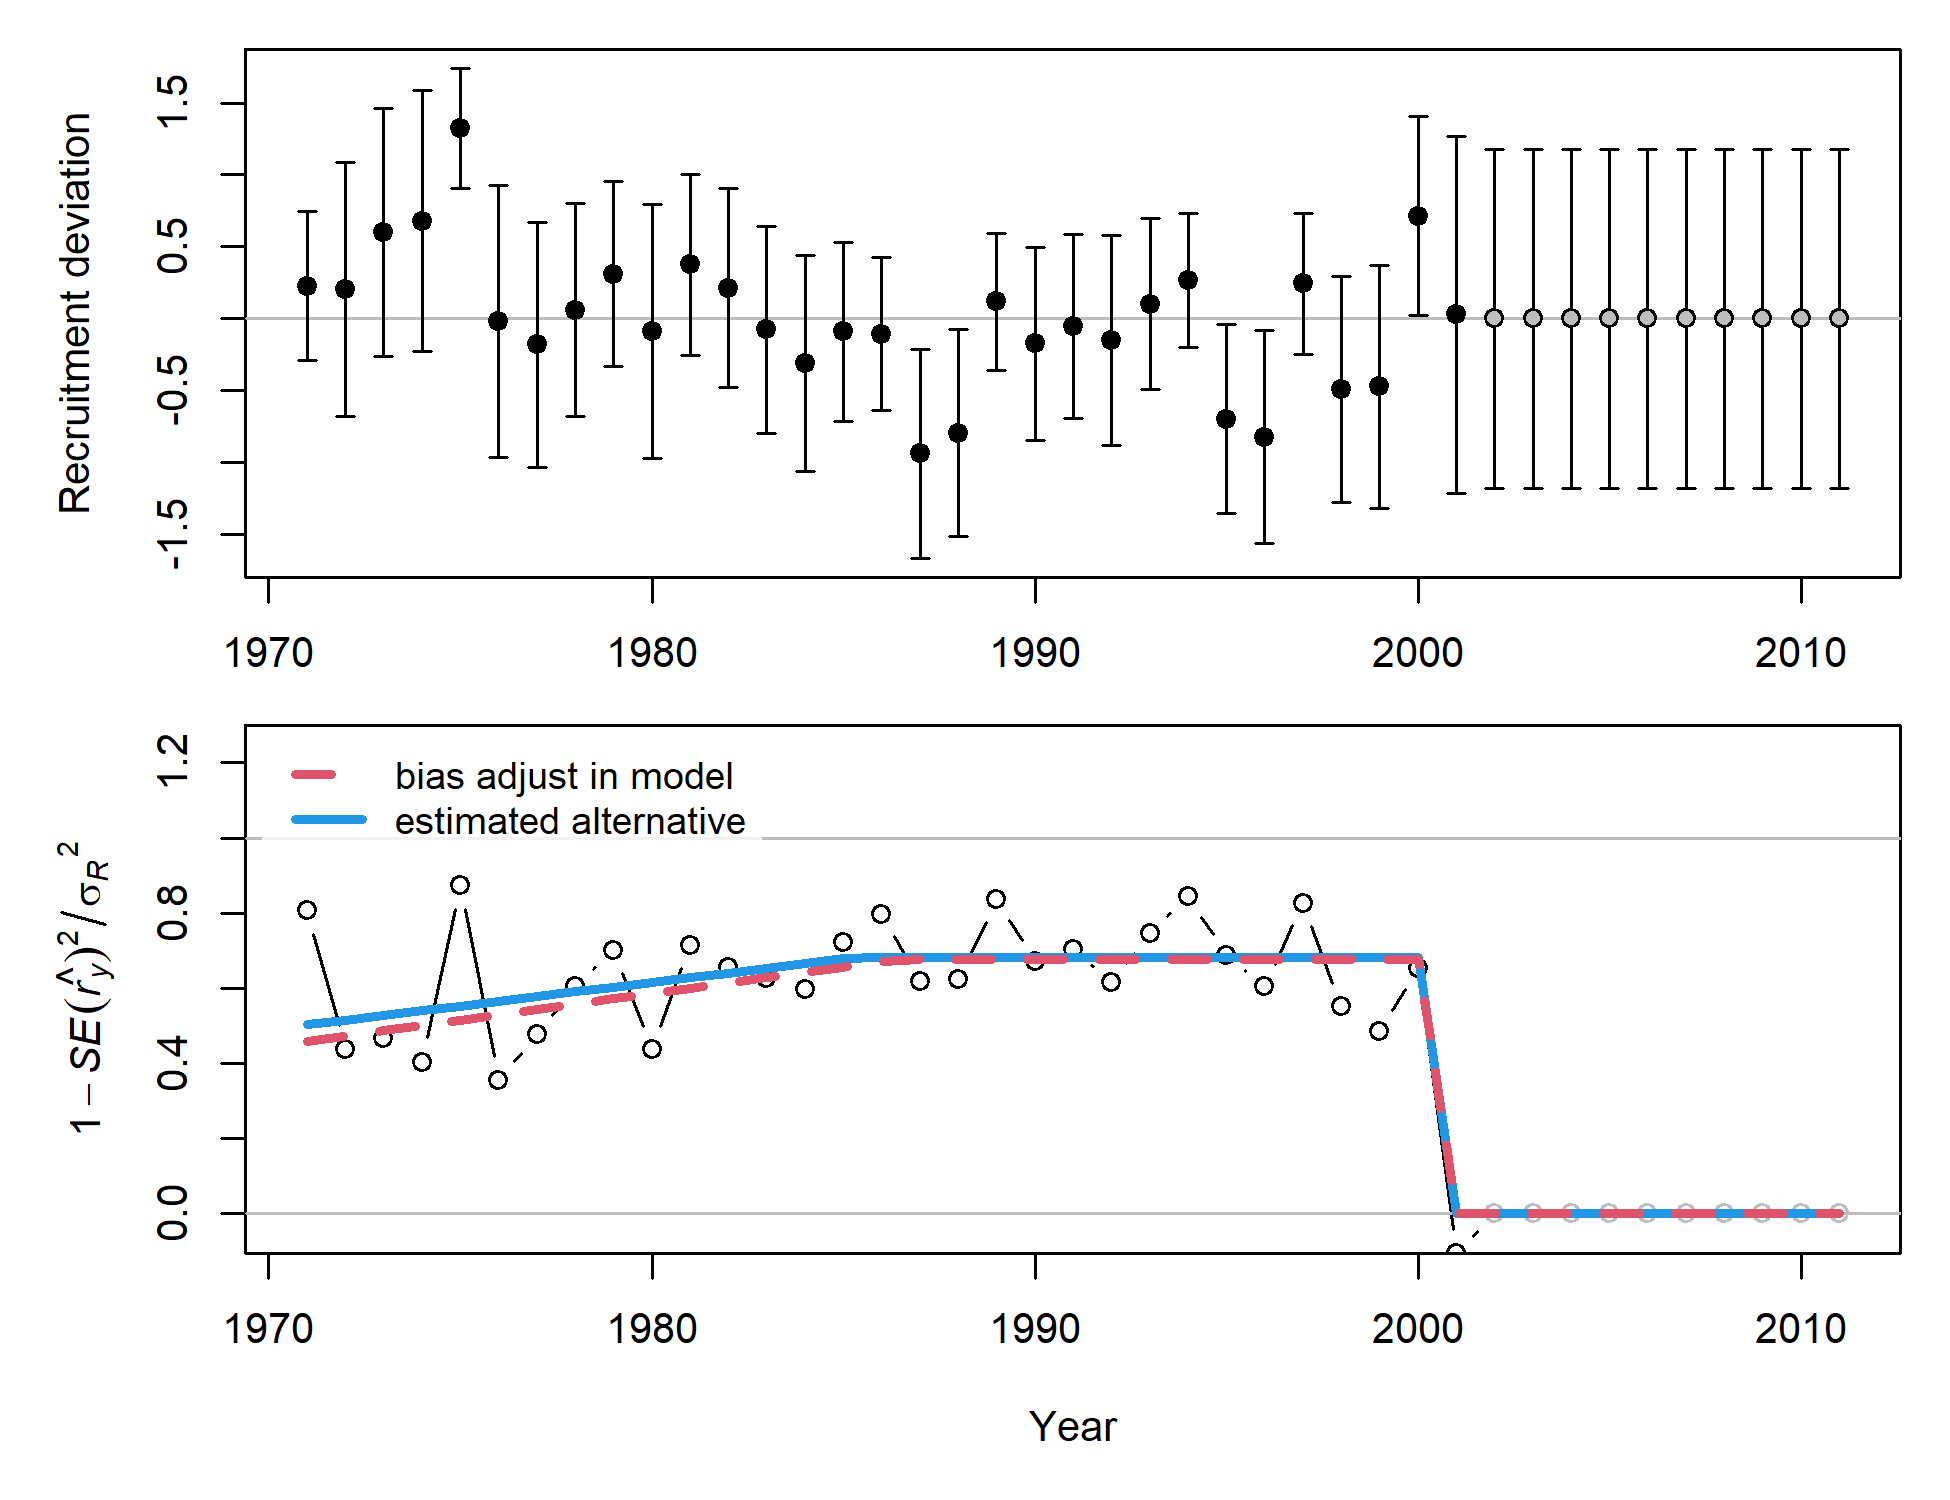 Recruitment deviation
1.5
0.5
-0.5
-1.5
1970 1980 1990 2000 2010
bias adjust in model
estimated alternative
1 − SE(r̂y)² / σR²
1.2
0.8
0.4
0.0
1970 1980 1990 2000 2010
Year